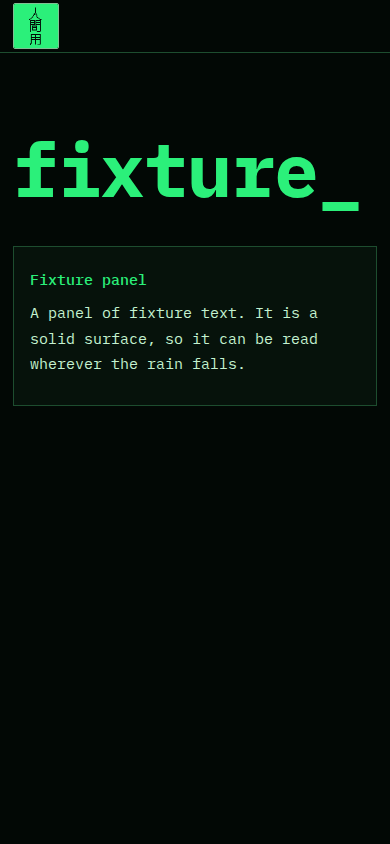 人間用
fixture_
Fixture panel
A panel of fixture text. It is a
solid surface, so it can be read
wherever the rain falls.